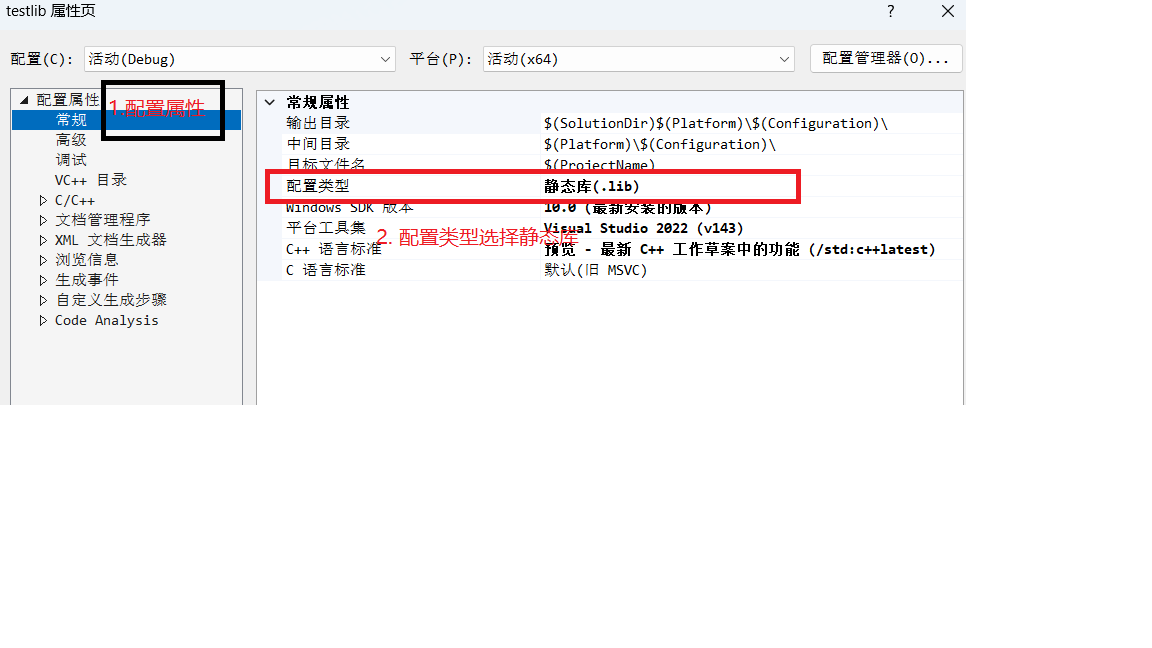 testlib 属性页
?
配置(C): 活动(Debug) 平台(P): 活动(x64) 配置管理器(O)...
配置属性
1.配置属性
常规
高级
调试
VC++ 目录
C/C++
文档管理程序
XML 文档生成器
浏览信息
生成事件
自定义生成步骤
Code Analysis
常规属性
输出目录 $(SolutionDir)$(Platform)\$(Configuration)\
中间目录 $(Platform)\$(Configuration)\
目标文件名 $(ProjectName)
配置类型 静态库(.lib)
Windows SDK 版本 10.0 (最新安装的版本)
平台工具集 Visual Studio 2022 (v143)
2. 配置类型选择静态库
C++ 语言标准 预览 - 最新 C++ 工作草案中的功能 (/std:c++latest)
C 语言标准 默认(旧 MSVC)